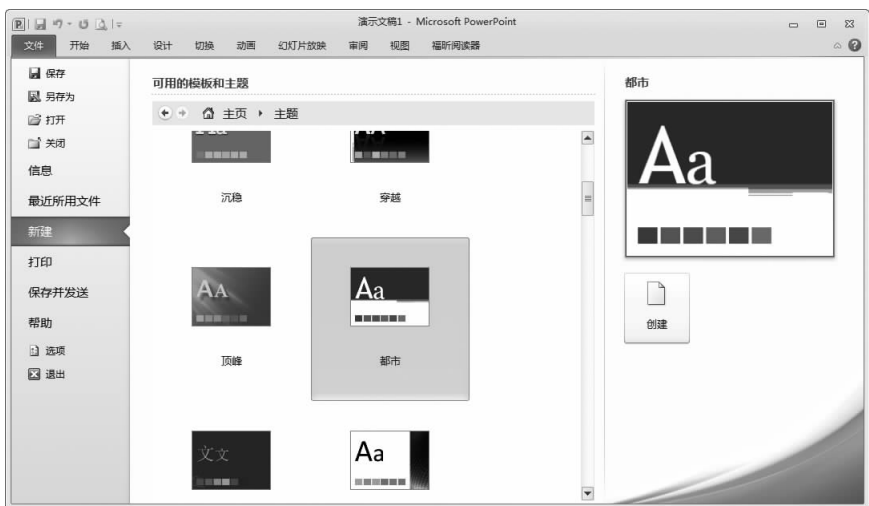 演示文稿1 - Microsoft PowerPoint
文件 开始 插入 设计 切换 动画 幻灯片放映 审阅 视图 福昕阅读器
保存
另存为
打开
关闭
信息
最近所用文件
新建
打印
保存并发送
帮助
选项
退出
可用的模板和主题
主页 主题
沉稳
穿越
Aa
顶峰
Aa
都市
文文
Aa
都市
Aa
创建